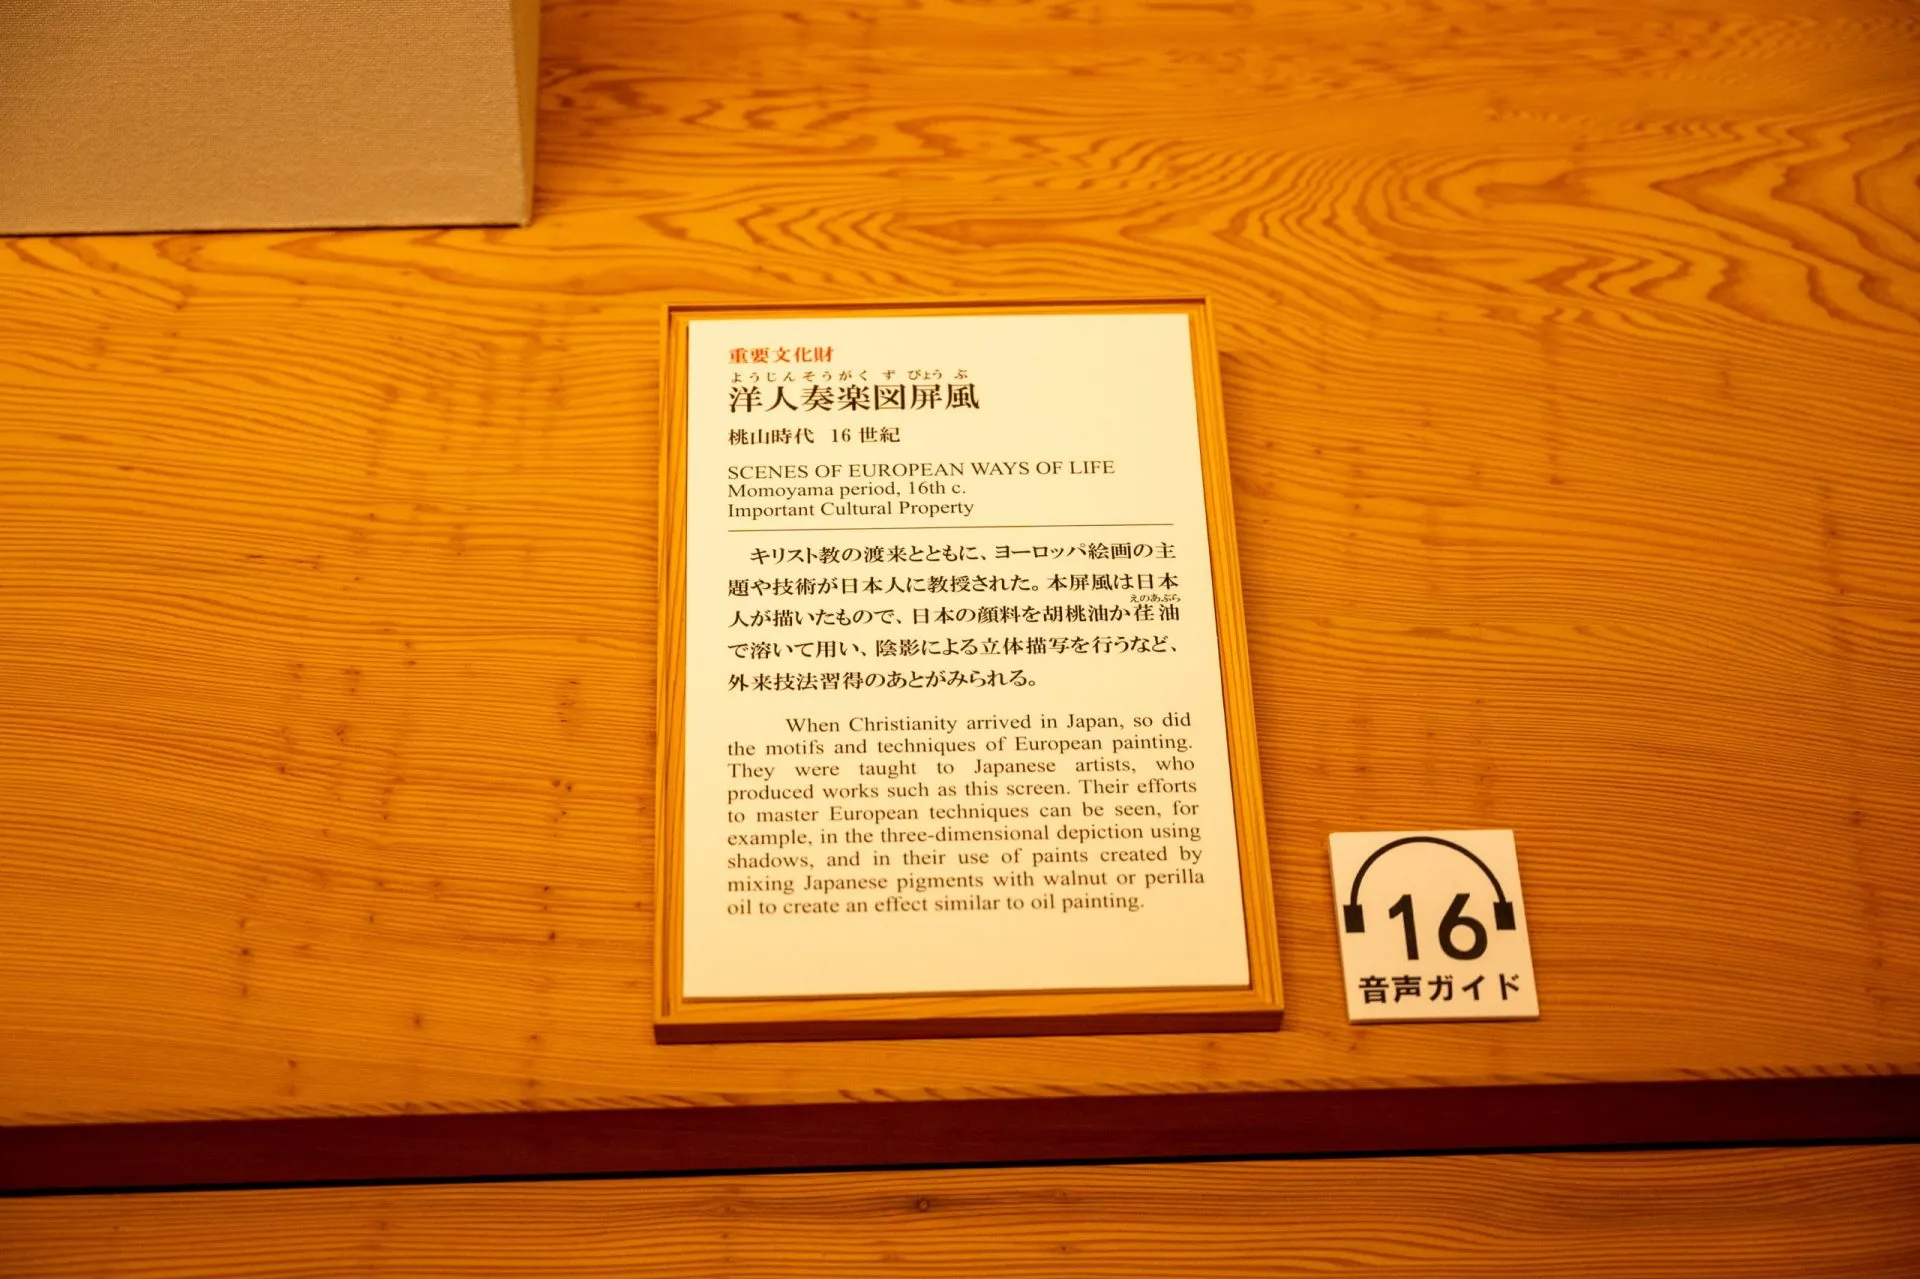 重要文化財
ようじんそうがく ず びょう ぶ
洋人奏楽図屏風
桃山時代 16 世紀
SCENES OF EUROPEAN WAYS OF LIFE
Momoyama period, 16th c.
Important Cultural Property
キリスト教の渡来とともに、ヨーロッパ絵画の主
題や技術が日本人に教授された。本屏風は日本
えのあぶら
人が描いたもので、日本の顔料を胡桃油か荏油
で溶いて用い、陰影による立体描写を行うなど、
外来技法習得のあとがみられる。
When Christianity arrived in Japan, so did
the motifs and techniques of European painting.
They were taught to Japanese artists, who
produced works such as this screen. Their efforts
to master European techniques can be seen, for
example, in the three-dimensional depiction using
shadows, and in their use of paints created by
mixing Japanese pigments with walnut or perilla
oil to create an effect similar to oil painting.
16
音声ガイド